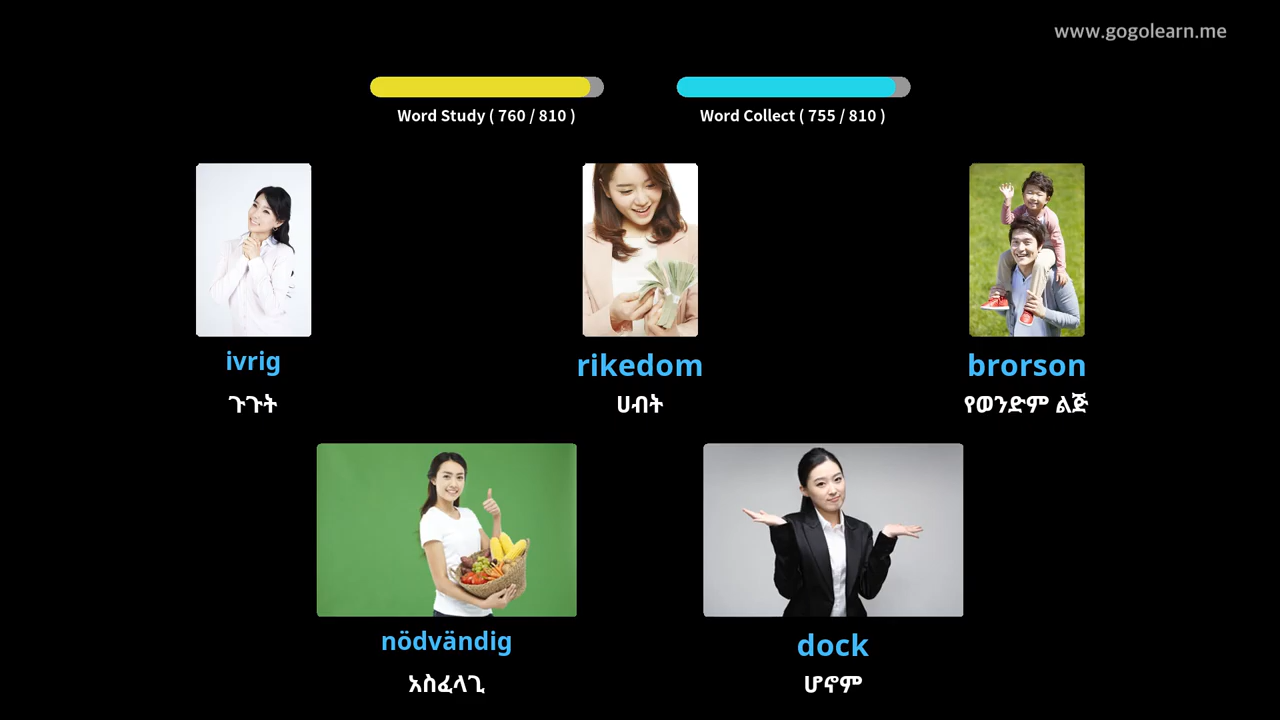 www.gogolearn.me
Word Study ( 760 / 810 )
Word Collect ( 755 / 810 )
ivrig
ጉጉት
rikedom
ሀብት
brorson
የወንድም ልጅ
nödvändig
አስፈላጊ
dock
ሆኖም